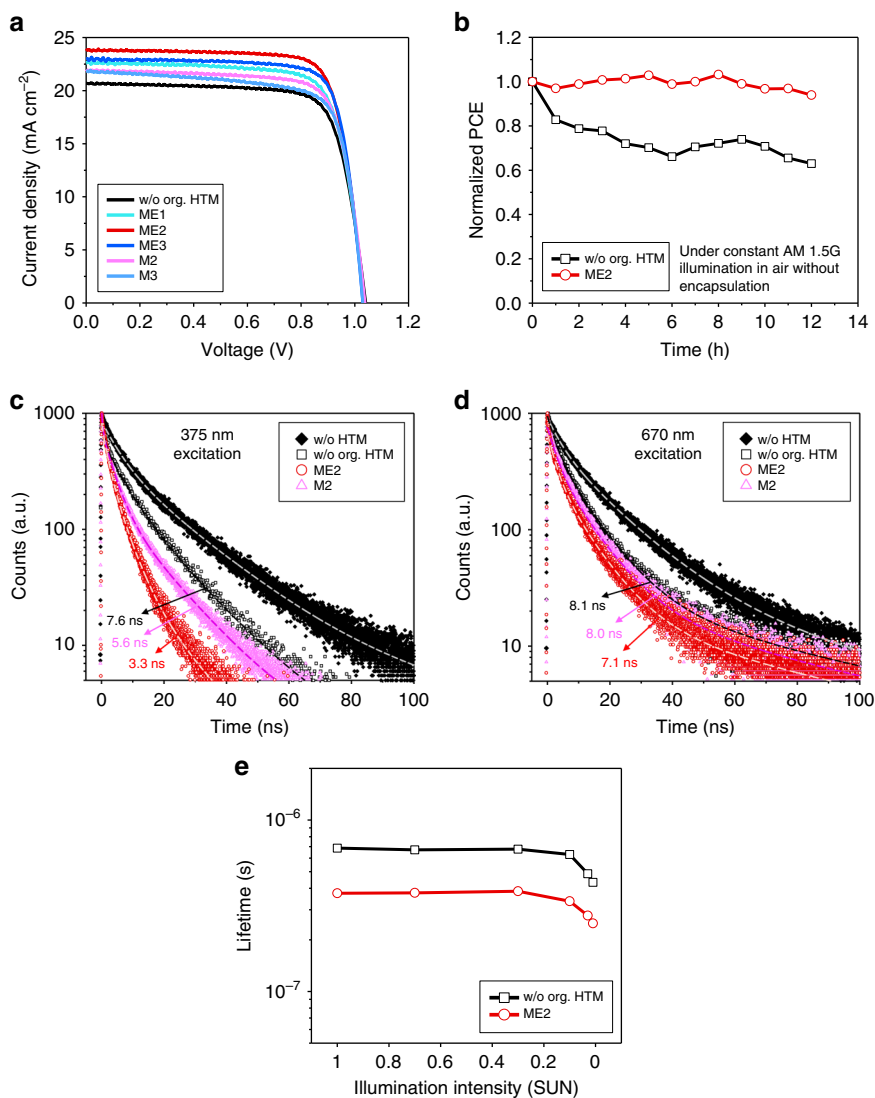 a
25
20
15
10
5
0
0.0 0.2 0.4 0.6 0.8 1.0 1.2
Current density (mA cm⁻²)
Voltage (V)
w/o org. HTM
ME1
ME2
ME3
M2
M3
b
1.2
1.0
0.8
0.6
0.4
0.2
0.0
0 2 4 6 8 10 12 14
Normalized PCE
Time (h)
w/o org. HTM
ME2
Under constant AM 1.5G
illumination in air without
encapsulation
c
1000
100
10
0 20 40 60 80 100
Counts (a.u.)
Time (ns)
375 nm
excitation
w/o HTM
w/o org. HTM
ME2
M2
7.6 ns
5.6 ns
3.3 ns
d
1000
100
10
0 20 40 60 80 100
Counts (a.u.)
Time (ns)
670 nm
excitation
w/o HTM
w/o org. HTM
ME2
M2
8.1 ns
8.0 ns
7.1 ns
e
10⁻⁶
10⁻⁷
1 0.8 0.6 0.4 0.2 0
Lifetime (s)
Illumination intensity (SUN)
w/o org. HTM
ME2